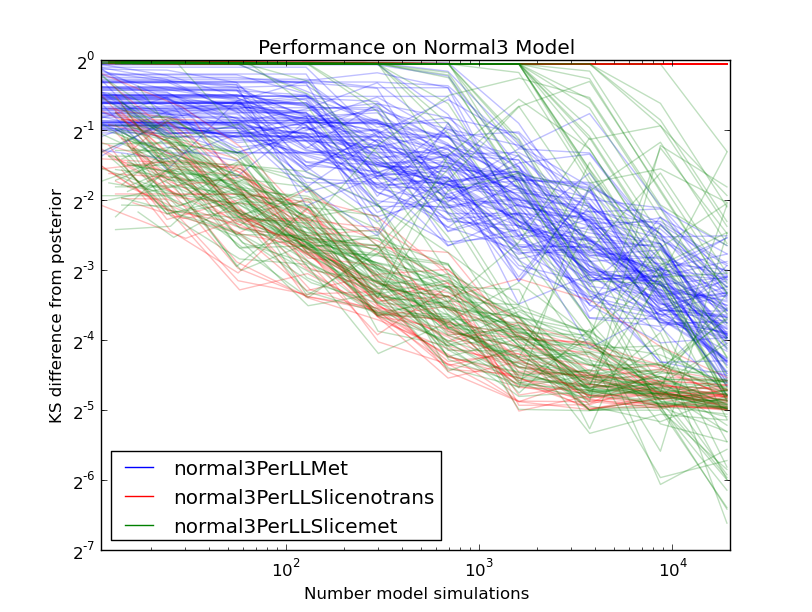 Performance on Normal3 Model
KS difference from posterior
2^0
2^-1
2^-2
2^-3
2^-4
2^-5
2^-6
2^-7
normal3PerLLMet
normal3PerLLSlicenotrans
normal3PerLLSlicemet
10^2 10^3 10^4
Number model simulations